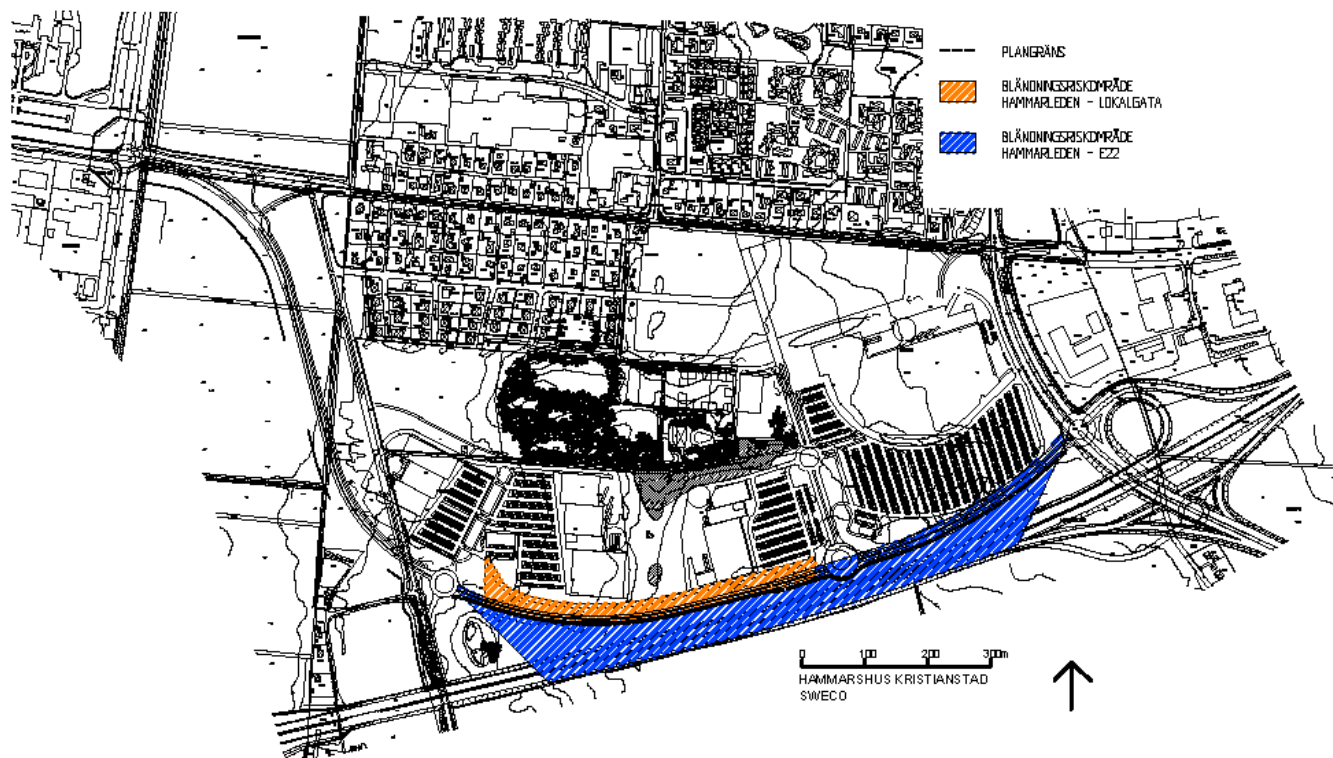 PLANGRÄNS
BLÄNDNINGSRISKOMRÅDE
HAMMARLEDEN - LOKALGATA
BLÄNDNINGSRISKOMRÅDE
HAMMARLEDEN - E22
0 100 200 300m
HAMMARSHUS KRISTIANSTAD
SWECO